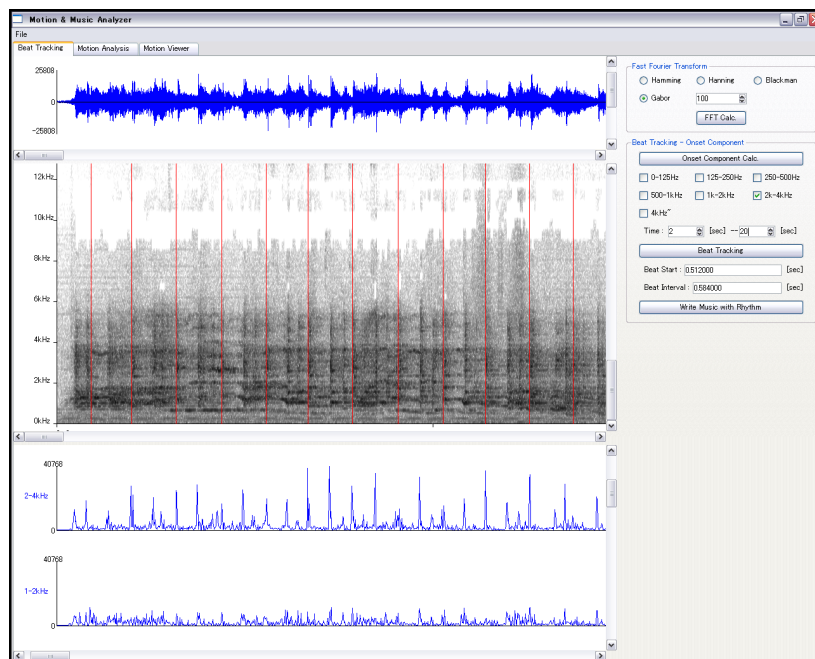 Motion & Music Analyzer
File
Beat Tracking Motion Analysis Motion Viewer
25808
0
-25808
12kHz
10kHz
8kHz
6kHz
4kHz
2kHz
0kHz
40768
2-4kHz
0
40768
1-2kHz
0
Fast Fourier Transform
Hamming Hanning Blackman
Gabor 100
FFT Calc.
Beat Tracking - Onset Component
Onset Component Calc.
0-125Hz 125-250Hz 250-500Hz
500-1kHz 1k-2kHz 2k-4kHz
4kHz~
Time : 2 [sec] -- 20 [sec]
Beat Tracking
Beat Start : 0.512000 [sec]
Beat Interval : 0.584000 [sec]
Write Music with Rhythm